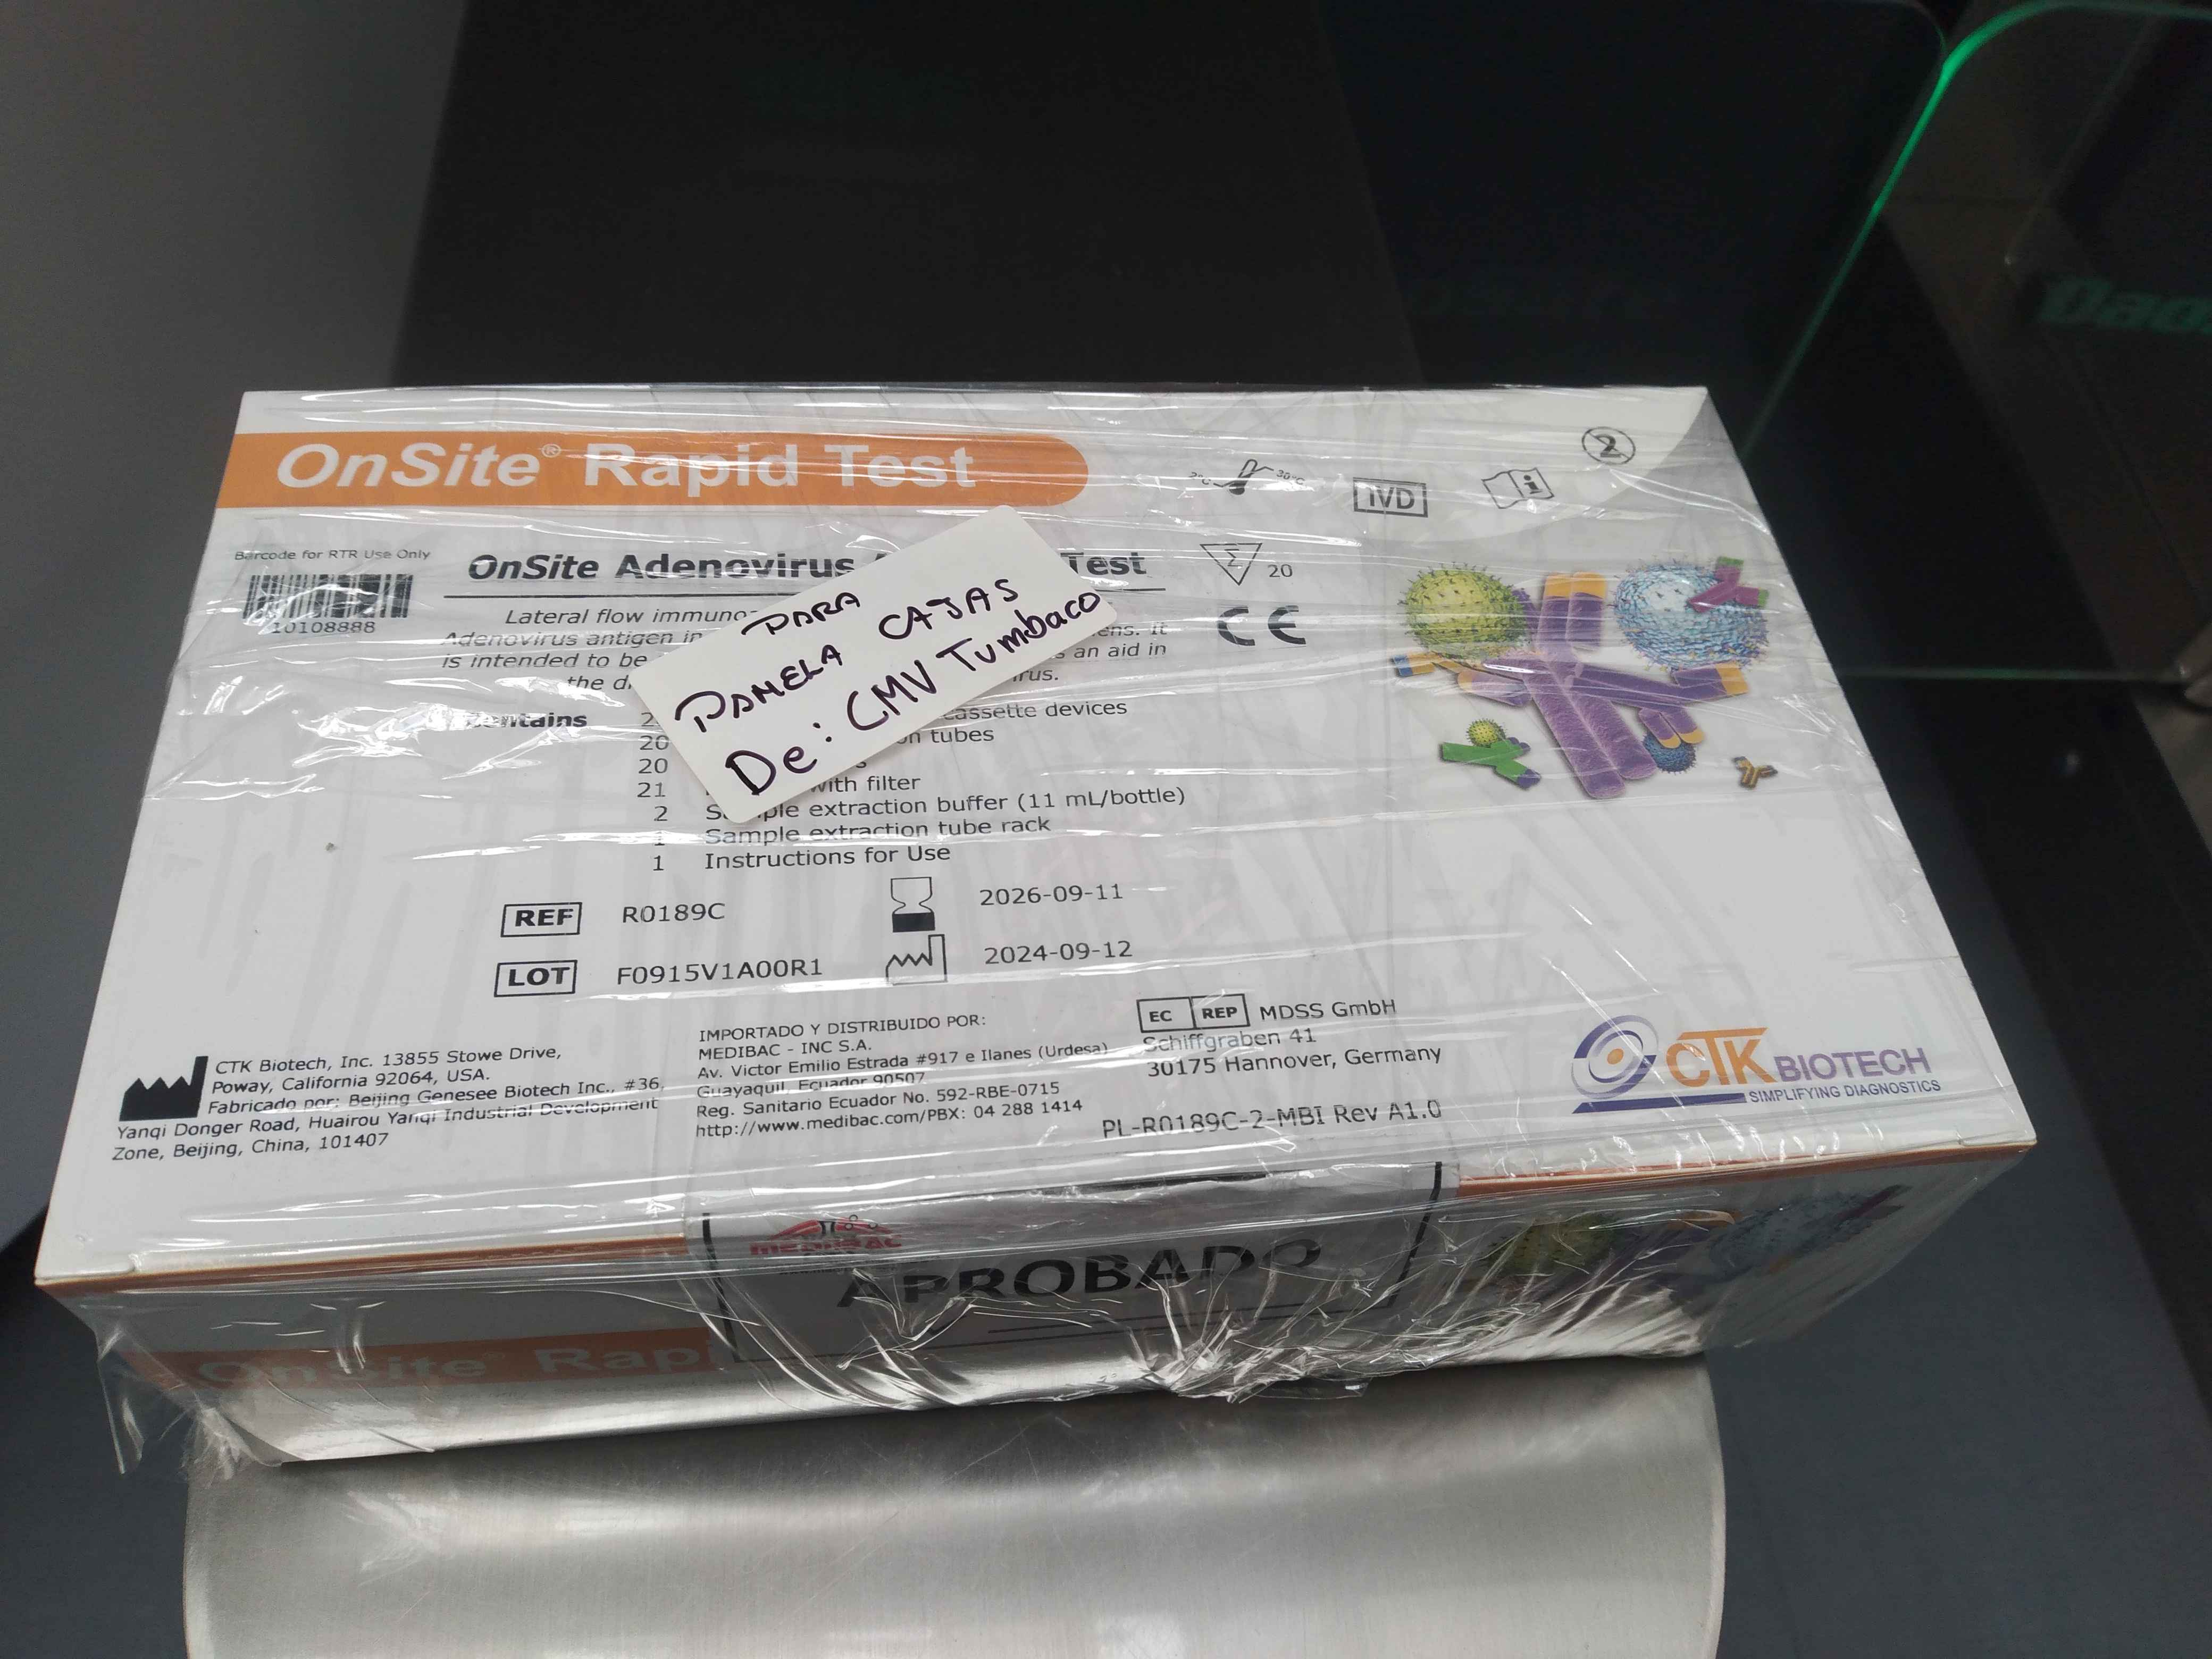 OnSite® Rapid Test
2°C 30°C
IVD
2
Barcode for RTR Use Only
10108888
OnSite Adenovirus Test
20
CE
Lateral flow
Adenovirus antigen in It
is intended to be an aid in
the
PARA
PAMELA CAJAS
De: CMV Tumbaco
Contains
cassette devices
20 tubes
20
21 with filter
2 Sample extraction buffer (11 mL/bottle)
1 Sample extraction tube rack
1 Instructions for Use
REF R0189C
2026-09-11
LOT F0915V1A00R1
2024-09-12
CTK Biotech, Inc. 13855 Stowe Drive,
Poway, California 92064, USA.
Fabricado por: Beijing Genesee Biotech Inc., #36,
Yanqi Donger Road, Huairou Yanqi Industrial Development
Zone, Beijing, China, 101407
IMPORTADO Y DISTRIBUIDO POR:
MEDIBAC - INC S.A.
Av. Victor Emilio Estrada #917 e Ilanes (Urdesa)
Guayaquil, Ecuador 90507
Reg. Sanitario Ecuador No. 592-RBE-0715
http://www.medibac.com/PBX: 04 288 1414
EC REP MDSS GmbH
Schiffgraben 41
30175 Hannover, Germany
PL-R0189C-2-MBI Rev A1.0
CTK BIOTECH
SIMPLIFYING DIAGNOSTICS
MEDIBAC
APROBADO
OnSite® Rapi